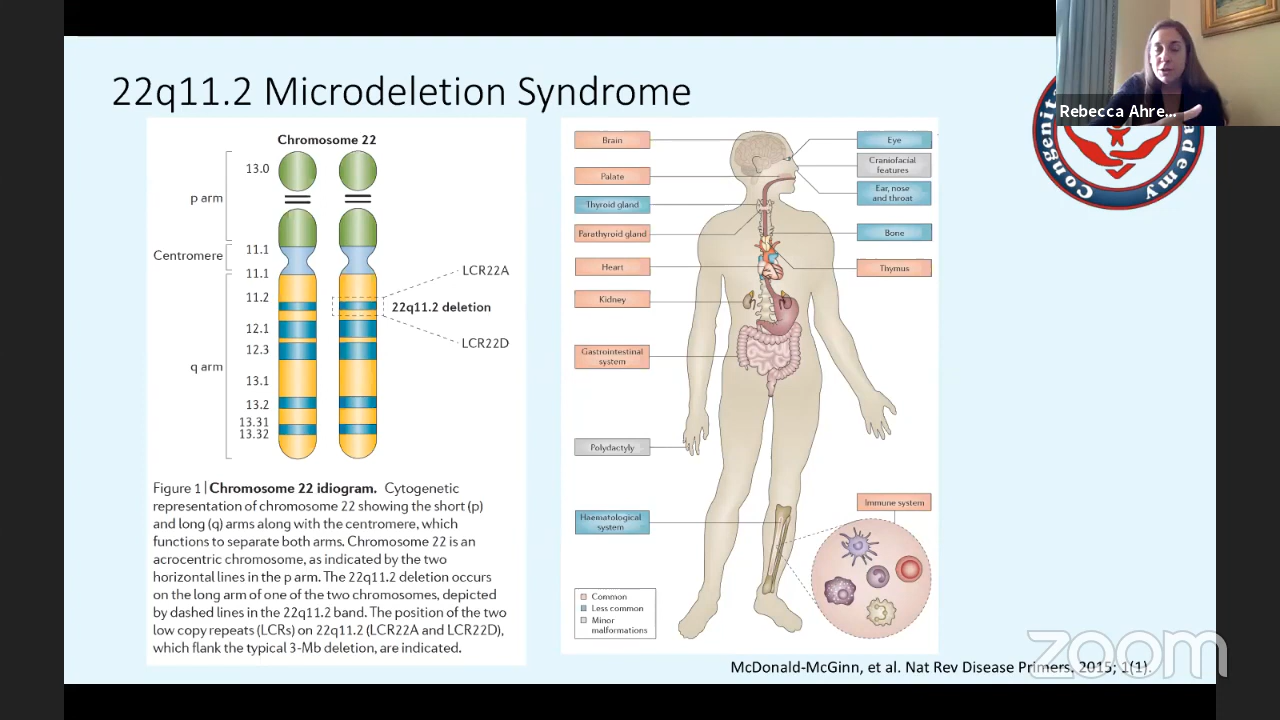 22q11.2 Microdeletion Syndrome
Rebecca Ahre...
Congenit
ademy
Chromosome 22
13.0
p arm
Centromere
11.1
11.1
11.2
12.1
12.3
q arm
13.1
13.2
13.31
13.32
LCR22A
22q11.2 deletion
LCR22D
Figure 1 | Chromosome 22 idiogram. Cytogenetic
representation of chromosome 22 showing the short (p)
and long (q) arms along with the centromere, which
functions to separate both arms. Chromosome 22 is an
acrocentric chromosome, as indicated by the two
horizontal lines in the p arm. The 22q11.2 deletion occurs
on the long arm of one of the two chromosomes, depicted
by dashed lines in the 22q11.2 band. The position of the two
low copy repeats (LCRs) on 22q11.2 (LCR22A and LCR22D),
which flank the typical 3-Mb deletion, are indicated.
Brain
Palate
Thyroid gland
Parathyroid gland
Heart
Kidney
Gastrointestinal
system
Polydactyly
Haematological
system
Eye
Craniofacial
features
Ear, nose
and throat
Bone
Thymus
Immune system
Common
Less common
Minor
malformations
McDonald-McGinn, et al. Nat Rev Disease Primers. 2015; 1(1).
zoom